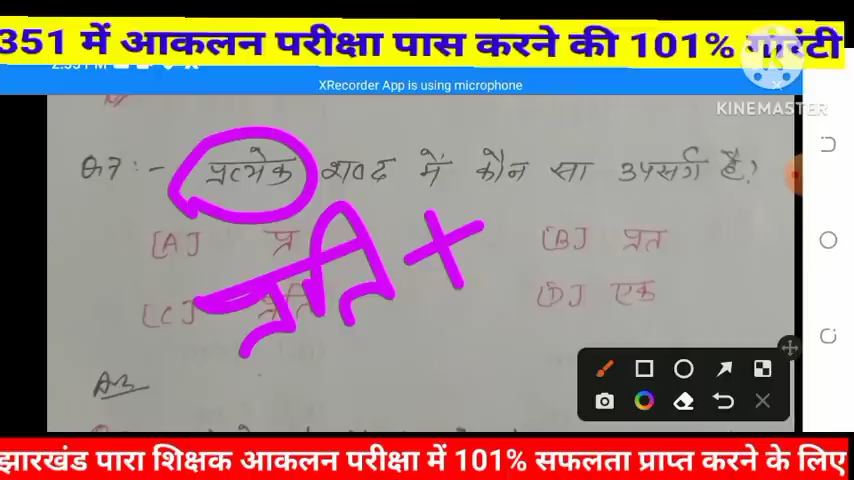 351 में आकलन परीक्षा पास करने की 101% गारंटी
XRecorder App is using microphone
KINEMASTER
Q7:- प्रत्येक शब्द में कौन सा उपसर्ग है?
[A] प्र [B] प्रत
[C] प्रति [D] एक
प्रति +
झारखंड पारा शिक्षक आकलन परीक्षा में 101% सफलता प्राप्त करने के लिए